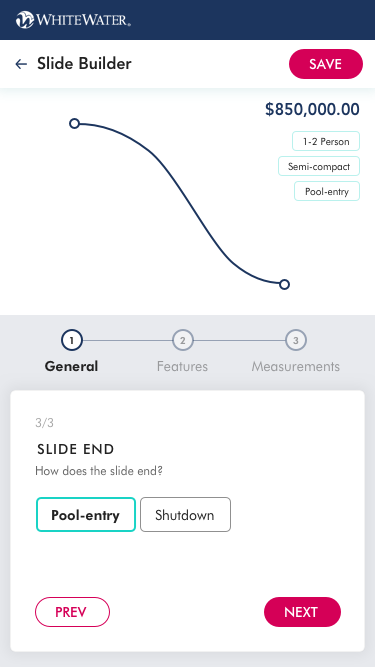 WHITEWATER®
Slide Builder
SAVE
$850,000.00
1-2 Person
Semi-compact
Pool-entry
1
2
3
General
Features
Measurements
3/3
SLIDE END
How does the slide end?
Pool-entry
Shutdown
PREV
NEXT